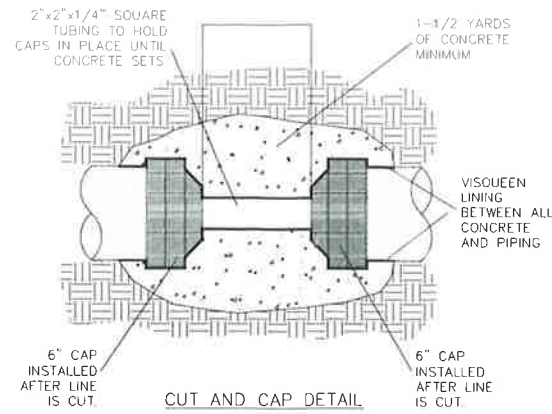 2"x2"x1/4" SQUARE
TUBING TO HOLD
CAPS IN PLACE UNTIL
CONCRETE SETS
1-1/2 YARDS
OF CONCRETE
MINIMUM
VISOUEEN
LINING
BETWEEN ALL
CONCRETE
AND PIPING
6" CAP
INSTALLED
AFTER LINE
IS CUT.
6" CAP
INSTALLED
AFTER LINE
IS CUT.
CUT AND CAP DETAIL